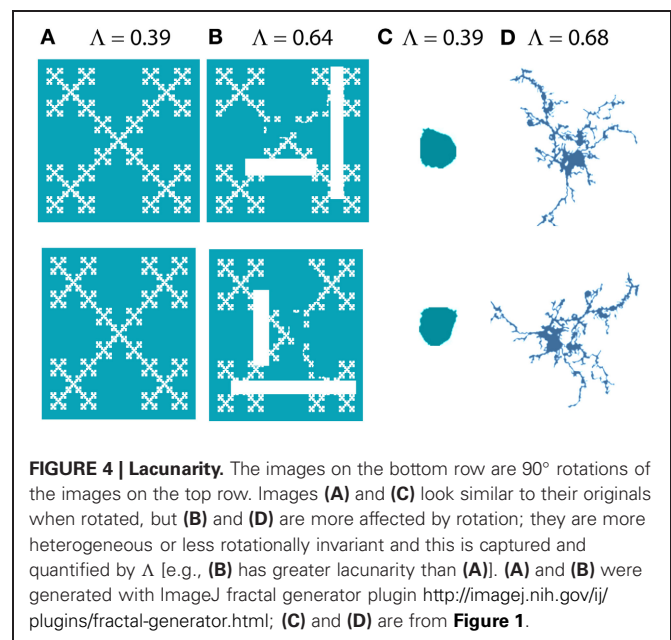 A Λ = 0.39 B Λ = 0.64 C Λ = 0.39 D Λ = 0.68
FIGURE 4 | Lacunarity. The images on the bottom row are 90° rotations of
the images on the top row. Images (A) and (C) look similar to their originals
when rotated, but (B) and (D) are more affected by rotation; they are more
heterogeneous or less rotationally invariant and this is captured and
quantified by Λ [e.g., (B) has greater lacunarity than (A)]. (A) and (B) were
generated with ImageJ fractal generator plugin http://imagej.nih.gov/ij/
plugins/fractal-generator.html; (C) and (D) are from Figure 1.